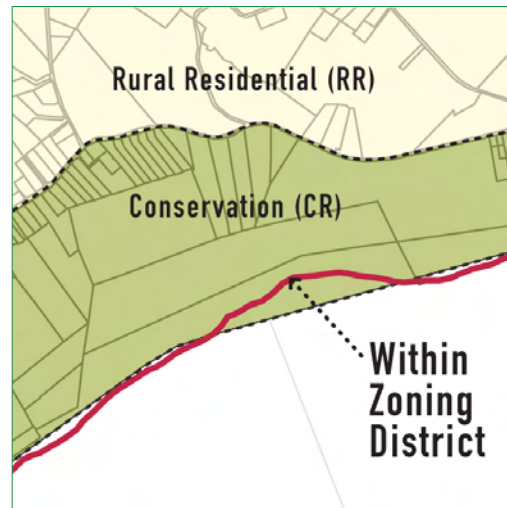 Rural Residential (RR)
Conservation (CR)
Within
Zoning
District